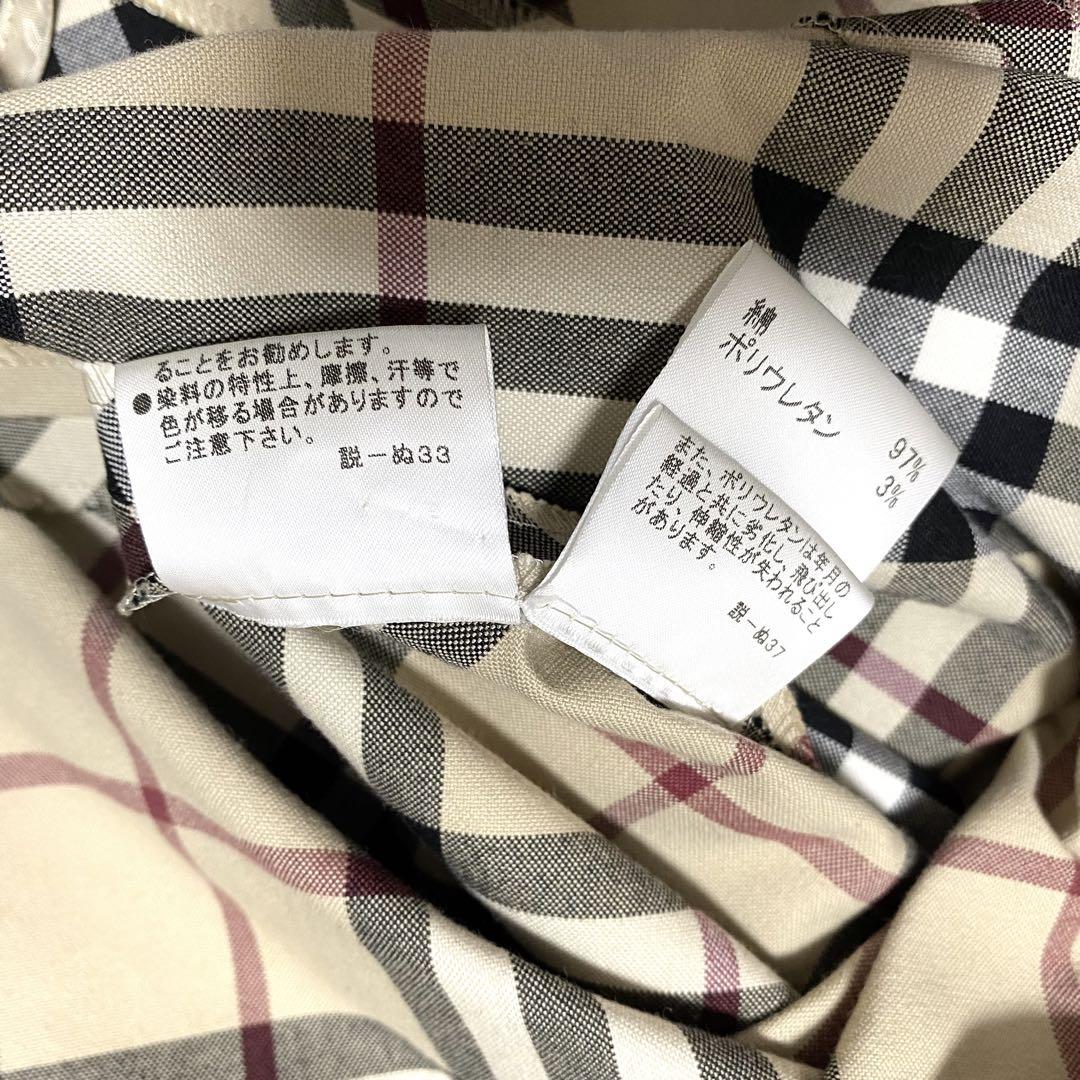 ることをお勧めします。
●染料の特性上、摩擦、汗等で
色が移る場合がありますので
ご注意下さい。
説－ぬ33
綿 97%
ポリウレタン 3%
また、ポリウレタンは年月の
経過と共に劣化し、飛び出し
たり、伸縮性が失われること
があります。
説－ぬ37